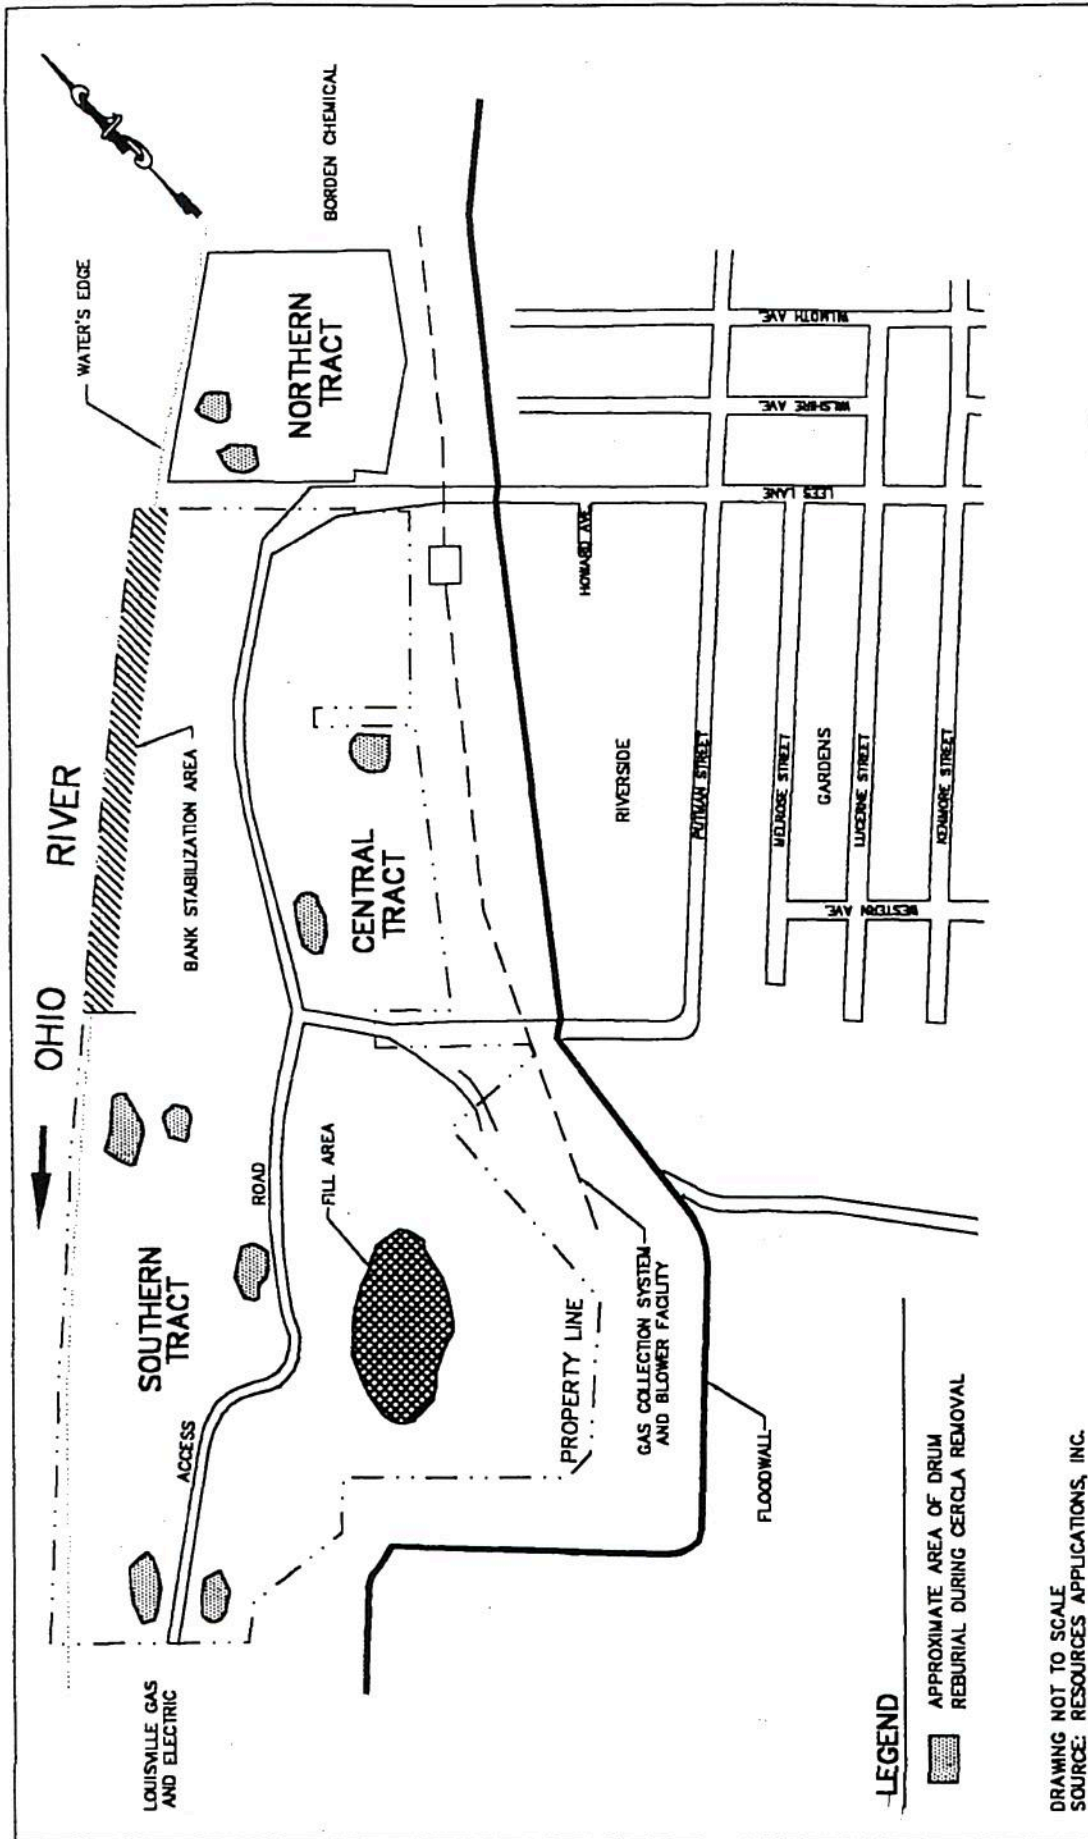 OHIO RIVER
WATER'S EDGE
BORDEN CHEMICAL
NORTHERN
TRACT
BANK STABILIZATION AREA
CENTRAL
TRACT
SOUTHERN
TRACT
ROAD
ACCESS
FILL AREA
LOUISVILLE GAS
AND ELECTRIC
PROPERTY LINE
GAS COLLECTION SYSTEM
AND BLOWER FACILITY
FLOODWALL
RIVERSIDE
GARDENS
HOWARD AVE
PUTMAN STREET
MELROSE STREET
LUCERNE STREET
KENMORE STREET
WESTERN AVE.
LEES LANE
WILSHIRE AVE.
WILMOTH AVE.
LEGEND
APPROXIMATE AREA OF DRUM
REBURIAL DURING CERCLA REMOVAL
DRAWING NOT TO SCALE
SOURCE: RESOURCES APPLICATIONS, INC.